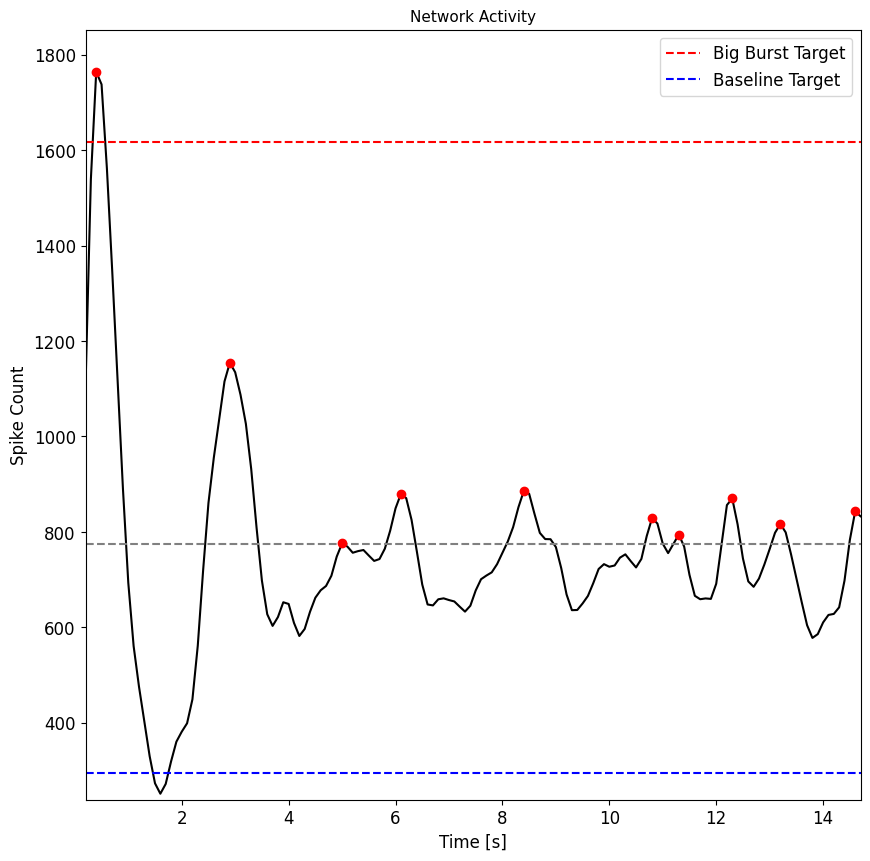 Network Activity
Big Burst Target
Baseline Target
1800
1600
1400
1200
1000
800
600
400
Spike Count
2 4 6 8 10 12 14
Time [s]